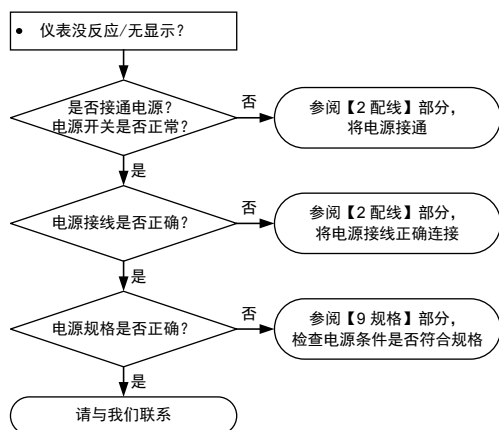 • 仪表没反应/无显示？
是否接通电源？
电源开关是否正常？
否
参阅【2 配线】部分，
将电源接通
是
电源接线是否正确？
否
参阅【2 配线】部分，
将电源接线正确连接
是
电源规格是否正确？
否
参阅【9 规格】部分，
检查电源条件是否符合规格
是
请与我们联系